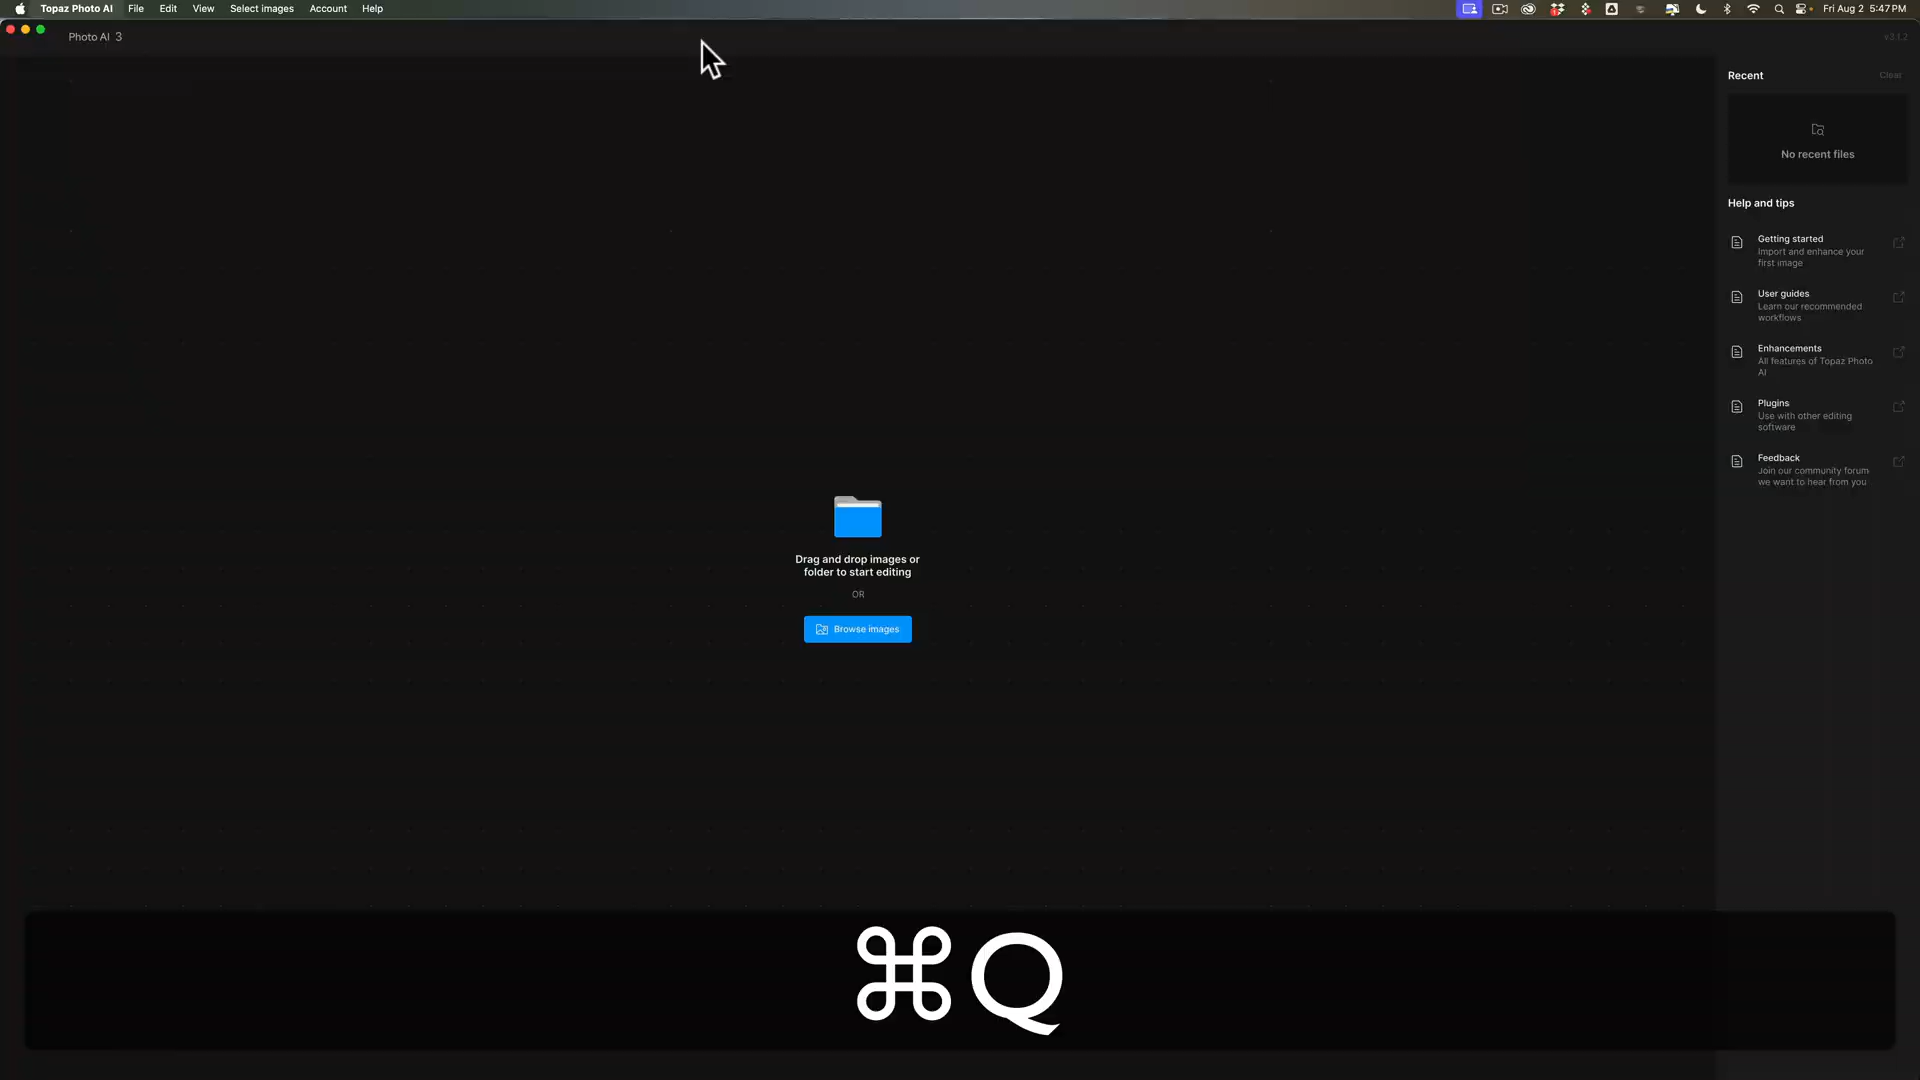 Topaz Photo AI File Edit View Select images Account Help Fri Aug 2 5:47 PM
Photo AI 3
v3.1.2
Recent Clear
No recent files
Help and tips
Getting started
Import and enhance your
first image
User guides
Learn our recommended
workflows
Enhancements
All features of Topaz Photo
AI
Plugins
Use with other editing
software
Feedback
Join our community forum
we want to hear from you
Drag and drop images or
folder to start editing
OR
Browse images
⌘Q